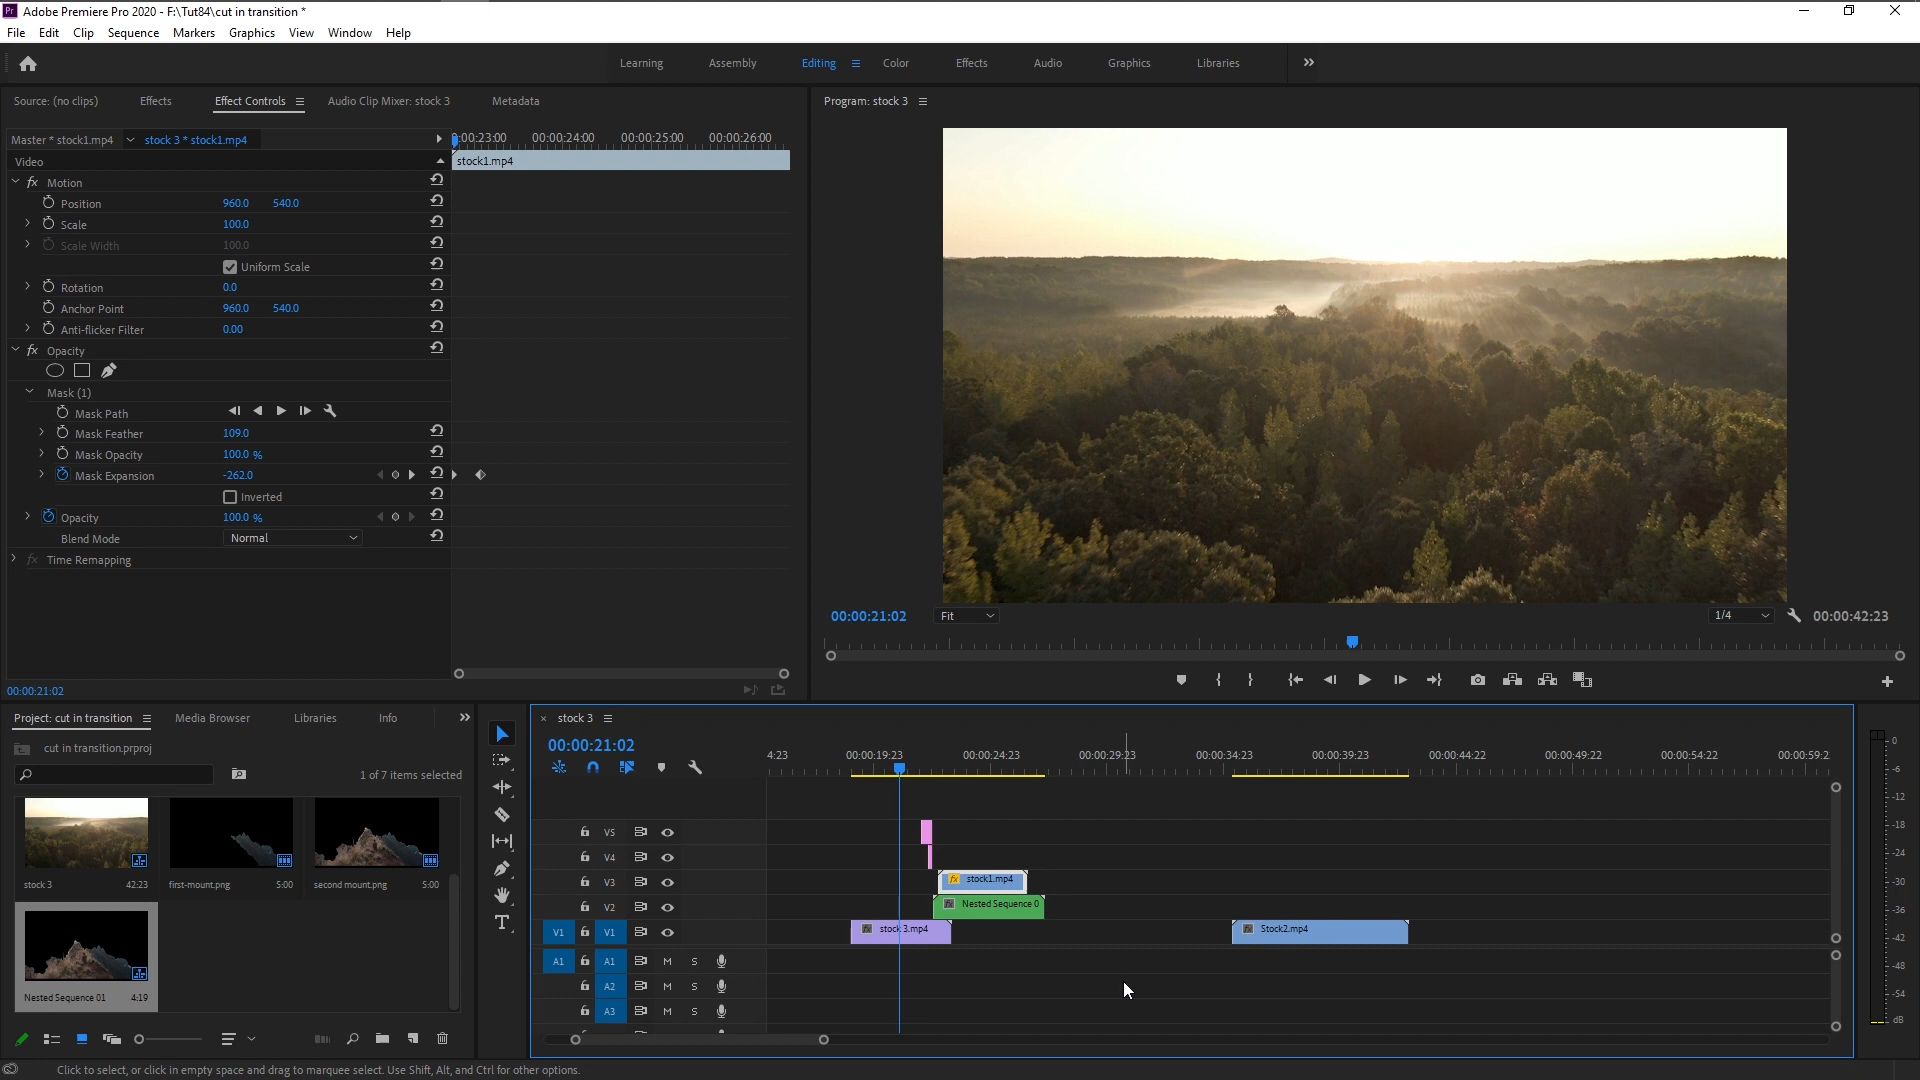 Pr Adobe Premiere Pro 2020 - F:\Tut84\cut in transition *
File Edit Clip Sequence Markers Graphics View Window Help
Learning Assembly Editing Color Effects Audio Graphics Libraries
Source: (no clips) Effects Effect Controls Audio Clip Mixer: stock 3 Metadata
Program: stock 3
Master * stock1.mp4 stock 3 * stock1.mp4
00:00:24:00 00:00:25:00 00:00:26:00
Video
stock1.mp4
fx Motion
Position 960.0 540.0
Scale 100.0
Scale Width 100.0
Uniform Scale
Rotation 0.0
Anchor Point 960.0 540.0
Anti-flicker Filter 0.00
fx Opacity
Mask (1)
Mask Path
Mask Feather 109.0
Mask Opacity 100.0 %
Mask Expansion -262.0
Inverted
Opacity 100.0 %
Blend Mode Normal
fx Time Remapping
00:00:21:02
00:00:21:02 Fit 1/4 00:00:42:23
Project: cut in transition Media Browser Libraries Info
cut in transition.prproj
1 of 7 items selected
stock 3 42:23
first-mount.png 5:00
second mount.png 5:00
Nested Sequence 01 4:19
× stock 3
00:00:21:02
4:23 00:00:19:23 00:00:24:23 00:00:29:23 00:00:34:23 00:00:39:23 00:00:44:22 00:00:49:22 00:00:54:22 00:00:59:2
V5
V4
V3 fx stock1.mp4
V2 fx Nested Sequence 0
V1 V1 fx stock 3.mp4 fx Stock2.mp4
A1 A1 M S
A2 M S
A3 M S
0
-6
-12
-18
-24
-30
-36
-42
-48
-54
dB
Click to select, or click in empty space and drag to marquee select. Use Shift, Alt, and Ctrl for other options.